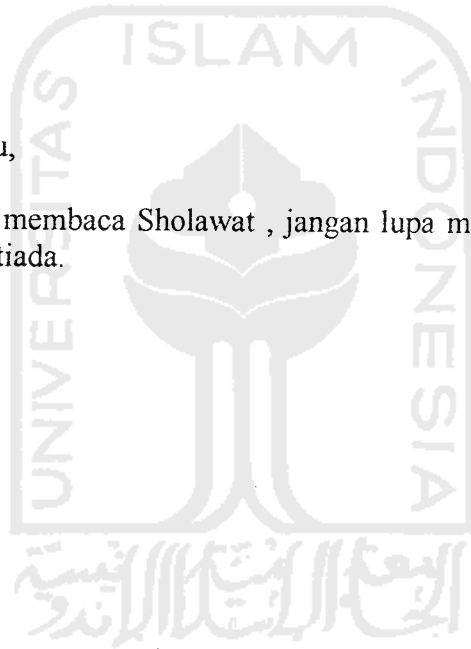 ISLAM
UNIVERSITAS
INDONESIA
u,
membaca Sholawat , jangan lupa m
tiada.